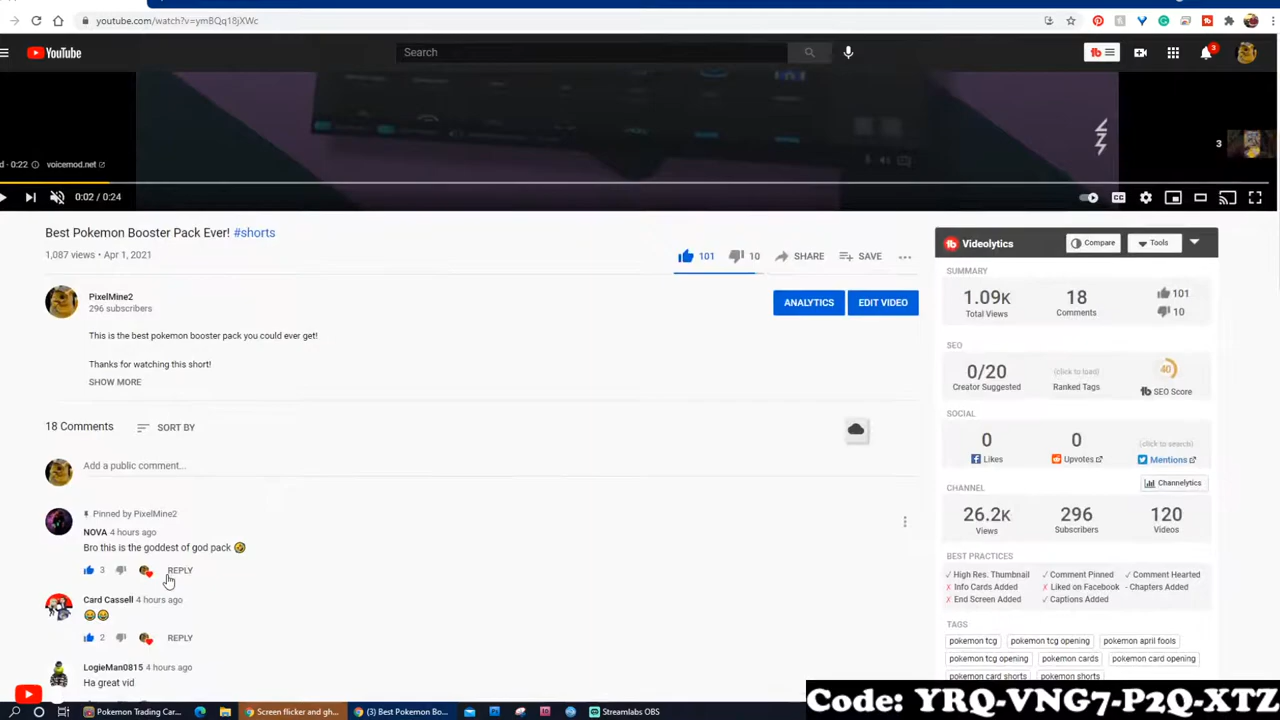 youtube.com/watch?v=ymBQq18jXWc
YouTube
Search
3
d · 0:22 voicemod.net
3
0:02 / 0:24
Best Pokemon Booster Pack Ever! #shorts
1,087 views • Apr 1, 2021
101
10
SHARE
SAVE
PixelMine2
296 subscribers
ANALYTICS
EDIT VIDEO
This is the best pokemon booster pack you could ever get!
Thanks for watching this short!
SHOW MORE
18 Comments
SORT BY
Add a public comment...
Pinned by PixelMine2
NOVA 4 hours ago
Bro this is the goddest of god pack 🤣
3 REPLY
Card Cassell 4 hours ago
😂😂
2 REPLY
LogieMan0815 4 hours ago
Ha great vid
tb Videolytics
Compare
Tools
SUMMARY
1.09K 18 101
Total Views Comments 10
SEO
0/20 (click to load) 40
Creator Suggested Ranked Tags tb SEO Score
SOCIAL
0 0 (click to search)
Likes Upvotes Mentions
CHANNEL
Channelytics
26.2K 296 120
Views Subscribers Videos
BEST PRACTICES
✓ High Res. Thumbnail ✓ Comment Pinned ✓ Comment Hearted
✗ Info Cards Added ✗ Liked on Facebook - Chapters Added
✗ End Screen Added ✓ Captions Added
TAGS
pokemon tcg pokemon tcg opening pokemon april fools
pokemon tcg opening pokemon cards pokemon card opening
pokemon card shorts pokemon shorts
Code: YRQ-VNG7-P2Q-XTZ
Pokemon Trading Car...
Screen flicker and gh...
(3) Best Pokemon Bo...
Streamlabs OBS